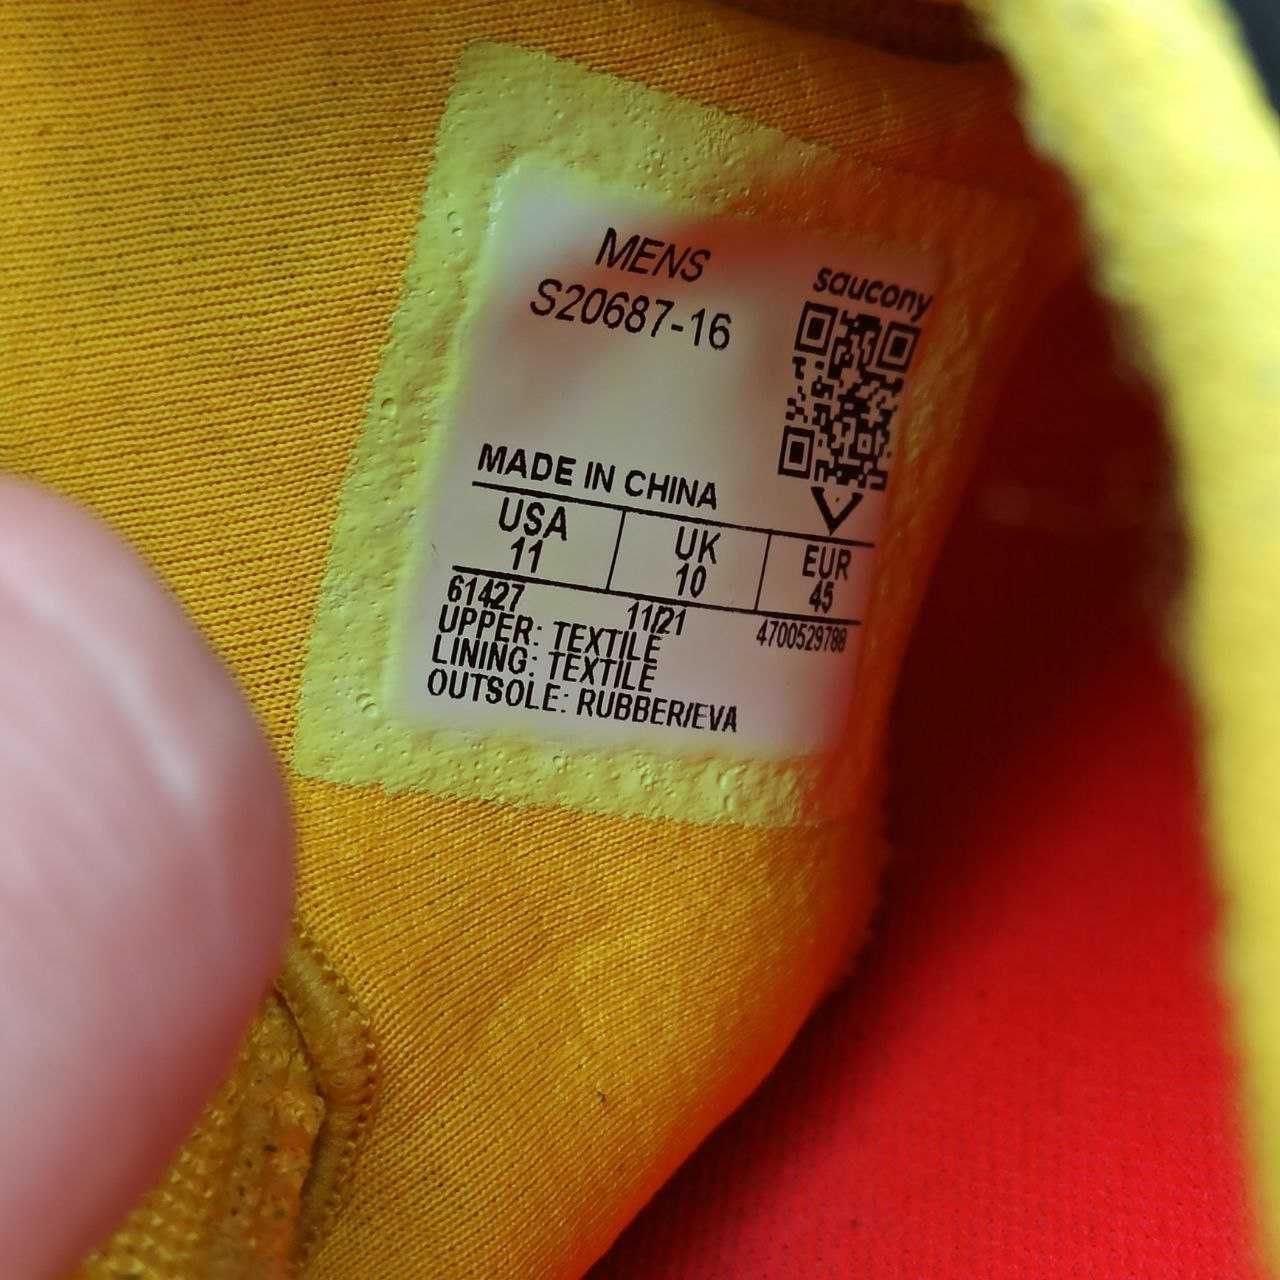 MENS
S20687-16
saucony
MADE IN CHINA
USA UK EUR
11 10 45
61427 11/21 4700529788
UPPER: TEXTILE
LINING: TEXTILE
OUTSOLE: RUBBER/EVA